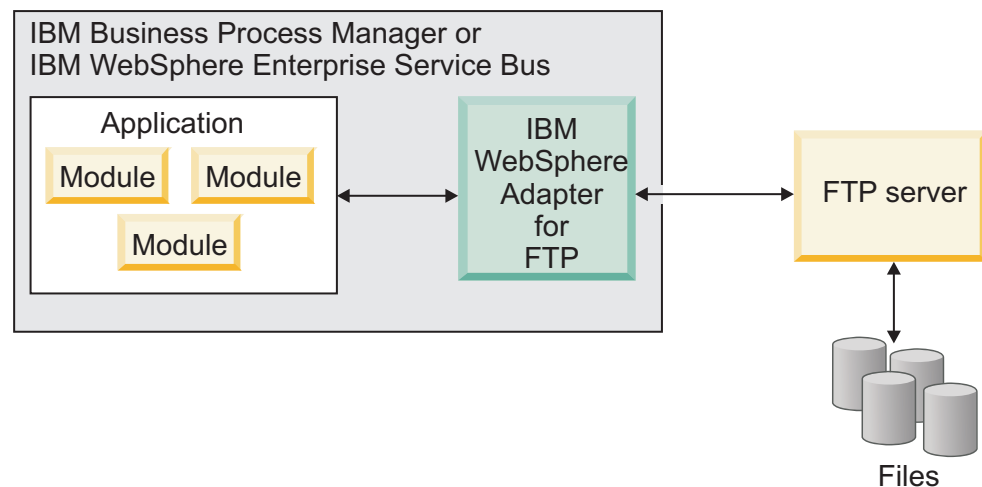 IBM Business Process Manager or
IBM WebSphere Enterprise Service Bus
Application
Module
Module
Module
IBM
WebSphere
Adapter
for
FTP
FTP server
Files